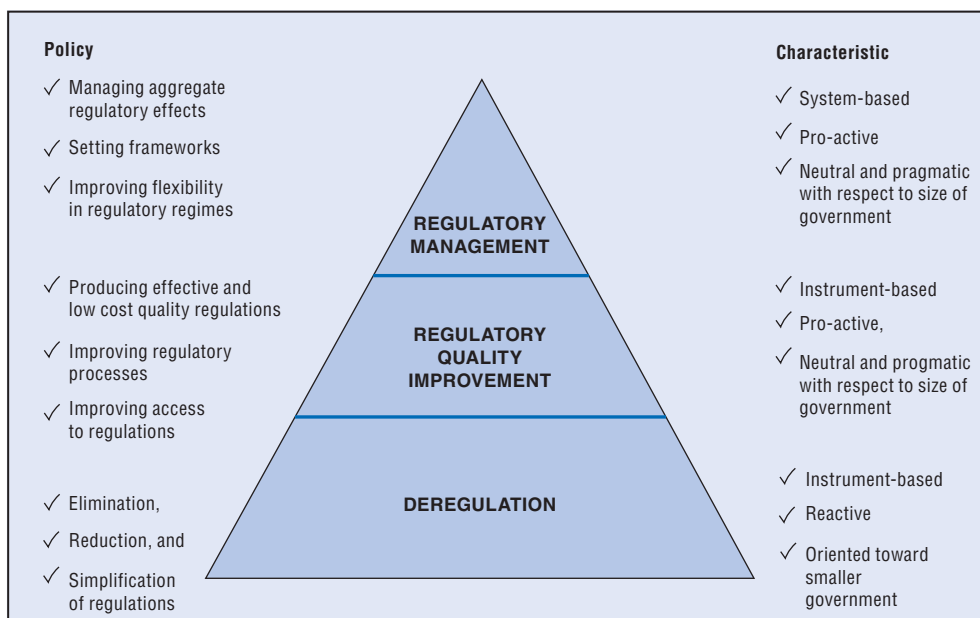 Policy
Managing aggregate
regulatory effects
Setting frameworks
Improving flexibility
in regulatory regimes
Producing effective and
low cost quality regulations
Improving regulatory
processes
Improving access
to regulations
Elimination,
Reduction, and
Simplification
of regulations
REGULATORY
MANAGEMENT
REGULATORY
QUALITY
IMPROVEMENT
DEREGULATION
Characteristic
System-based
Pro-active
Neutral and pragmatic
with respect to size of
government
Instrument-based
Pro-active,
Neutral and progmatic
with respect to size of
government
Instrument-based
Reactive
Oriented toward
smaller
government